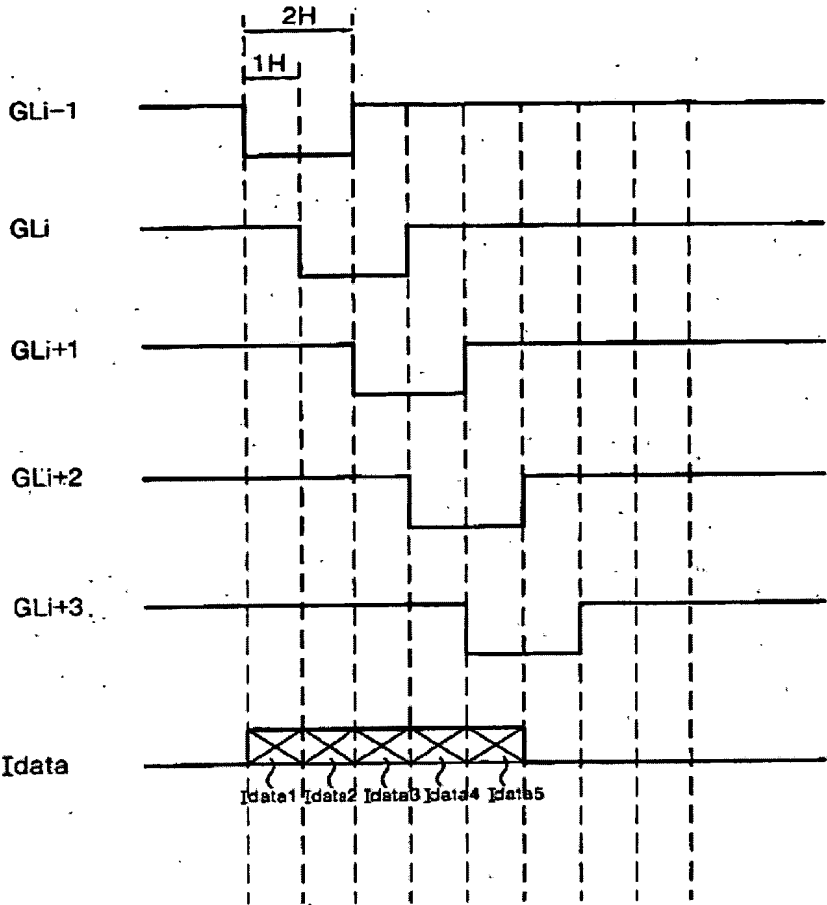 2H
1H
GLi-1
GLi
GLi+1
GLi+2
GLi+3
Idata
Idata1 Idata2 Idata3 Idata4 Idata5